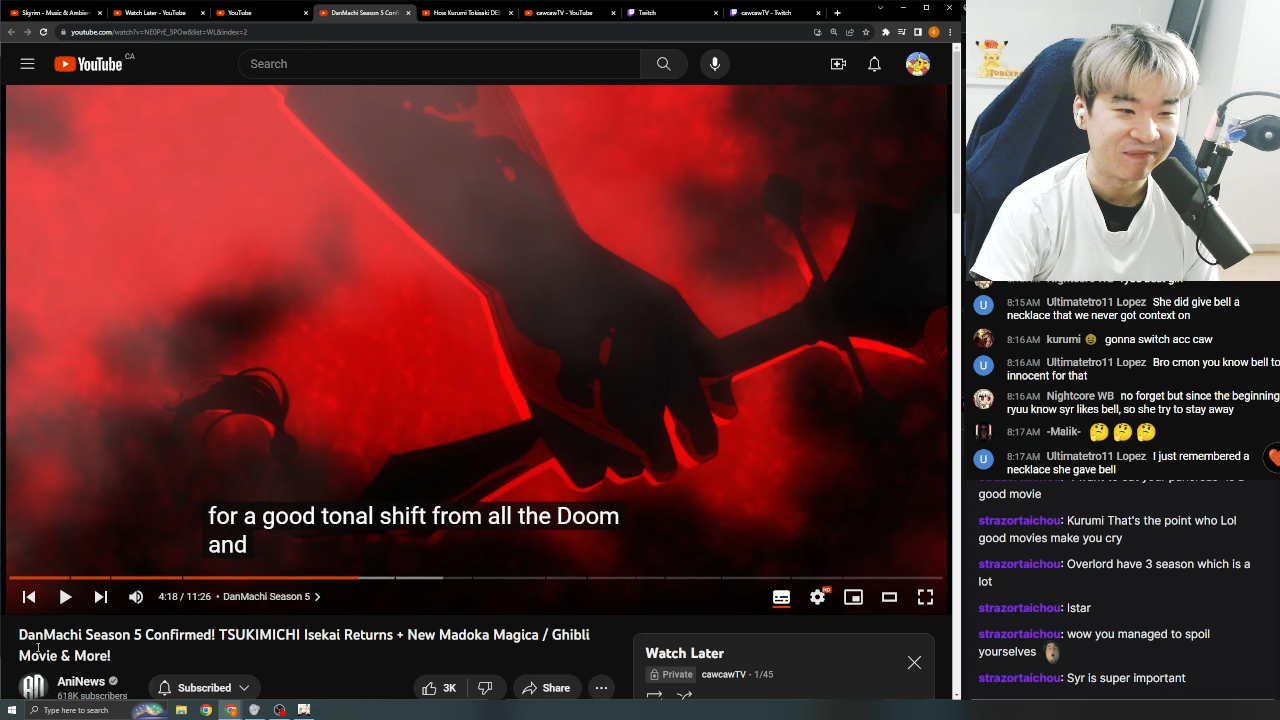 Skyrim - Music & Ambien
Watch Later - YouTube
YouTube
DanMachi Season 5 Conf
How Kurumi Tokisaki DES
cawcawTV - YouTube
Twitch
cawcawTV - Twitch
youtube.com/watch?v=NE0PrE_3POw&list=WL&index=2
YouTube CA
Search
for a good tonal shift from all the Doom
and
4:18 / 11:26 • DanMachi Season 5
HD
DanMachi Season 5 Confirmed! TSUKIMICHI Isekai Returns + New Madoka Magica / Ghibli
Movie & More!
AniNews
618K subscribers
Subscribed
3K
Share
Watch Later
Private cawcawTV - 1/45
Type here to search
8:15AM Ultimatetro11 Lopez She did give bell a
necklace that we never got context on
8:16AM kurumi gonna switch acc caw
8:16AM Ultimatetro11 Lopez Bro cmon you know bell to
innocent for that
8:16AM Nightcore WB no forget but since the beginning
ryuu know syr likes bell, so she try to stay away
8:17AM -Malik-
8:17AM Ultimatetro11 Lopez I just remembered a
necklace she gave bell
good movie
strazortaichou: Kurumi That's the point who Lol
good movies make you cry
strazortaichou: Overlord have 3 season which is a
lot
strazortaichou: Istar
strazortaichou: wow you managed to spoil
yourselves
strazortaichou: Syr is super important